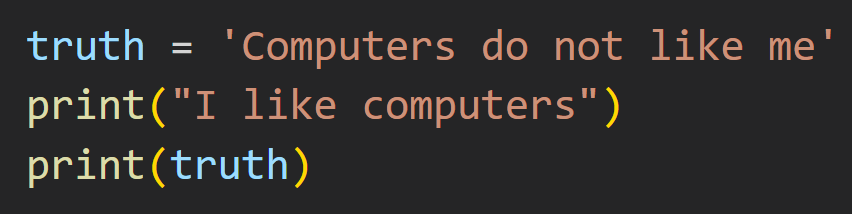 truth = 'Computers do not like me'
print("I like computers")
print(truth)